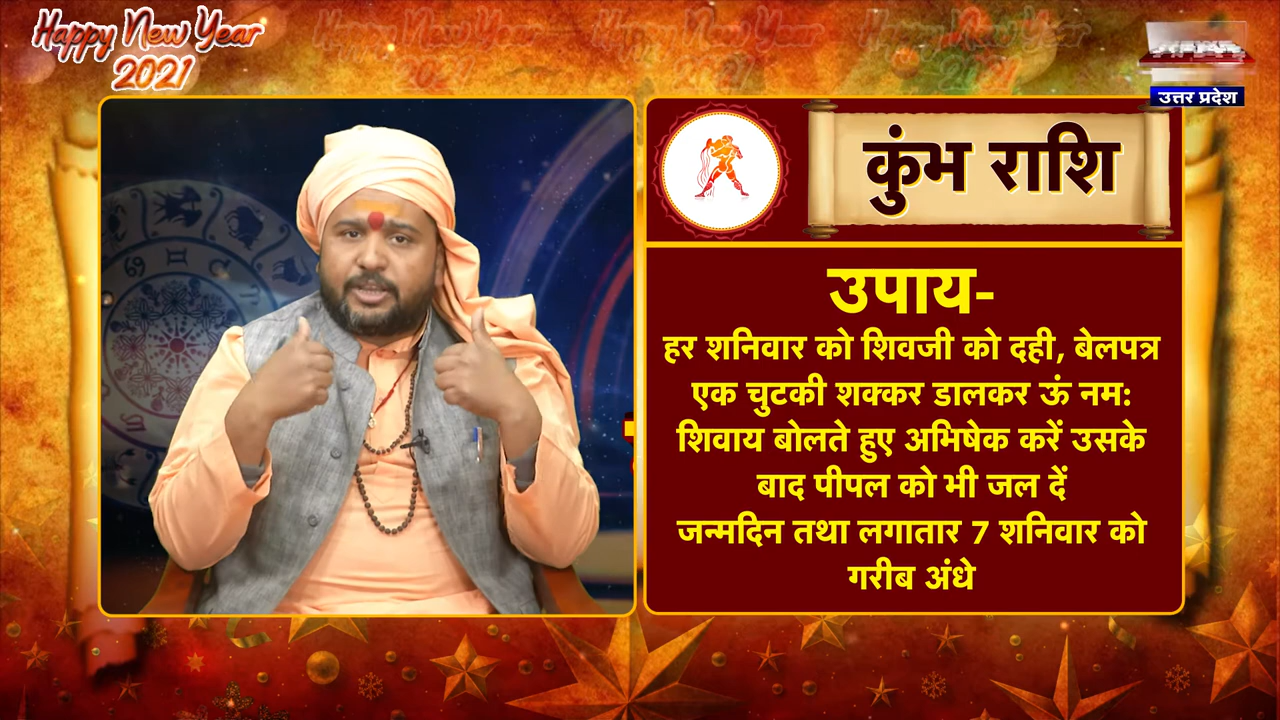 Happy New Year
2021
उत्तर प्रदेश
कुंभ राशि
उपाय-
हर शनिवार को शिवजी को दही, बेलपत्र
एक चुटकी शक्कर डालकर ऊं नम:
शिवाय बोलते हुए अभिषेक करें उसके
बाद पीपल को भी जल दें
जन्मदिन तथा लगातार 7 शनिवार को
गरीब अंधे